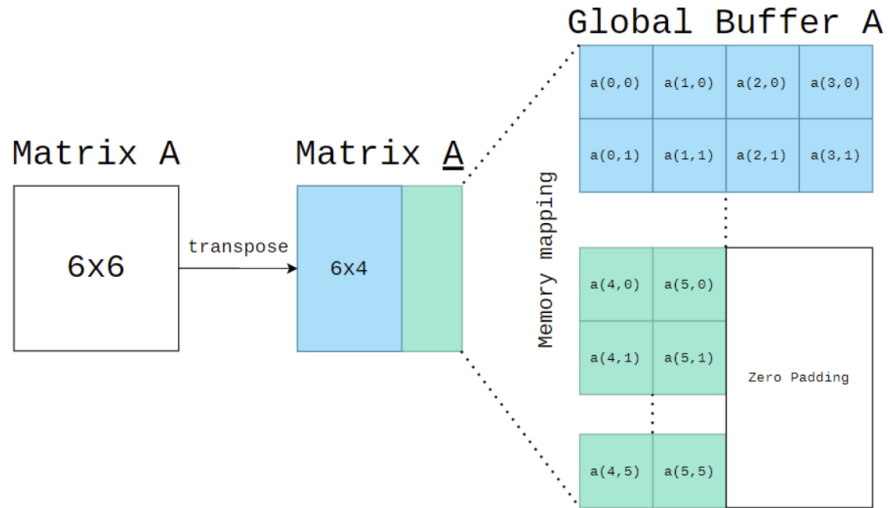 Global Buffer A
a(0,0) a(1,0) a(2,0) a(3,0)
a(0,1) a(1,1) a(2,1) a(3,1)
Matrix A
Matrix A
Memory mapping
transpose
6x6
6x4
a(4,0) a(5,0)
a(4,1) a(5,1)
Zero Padding
a(4,5) a(5,5)